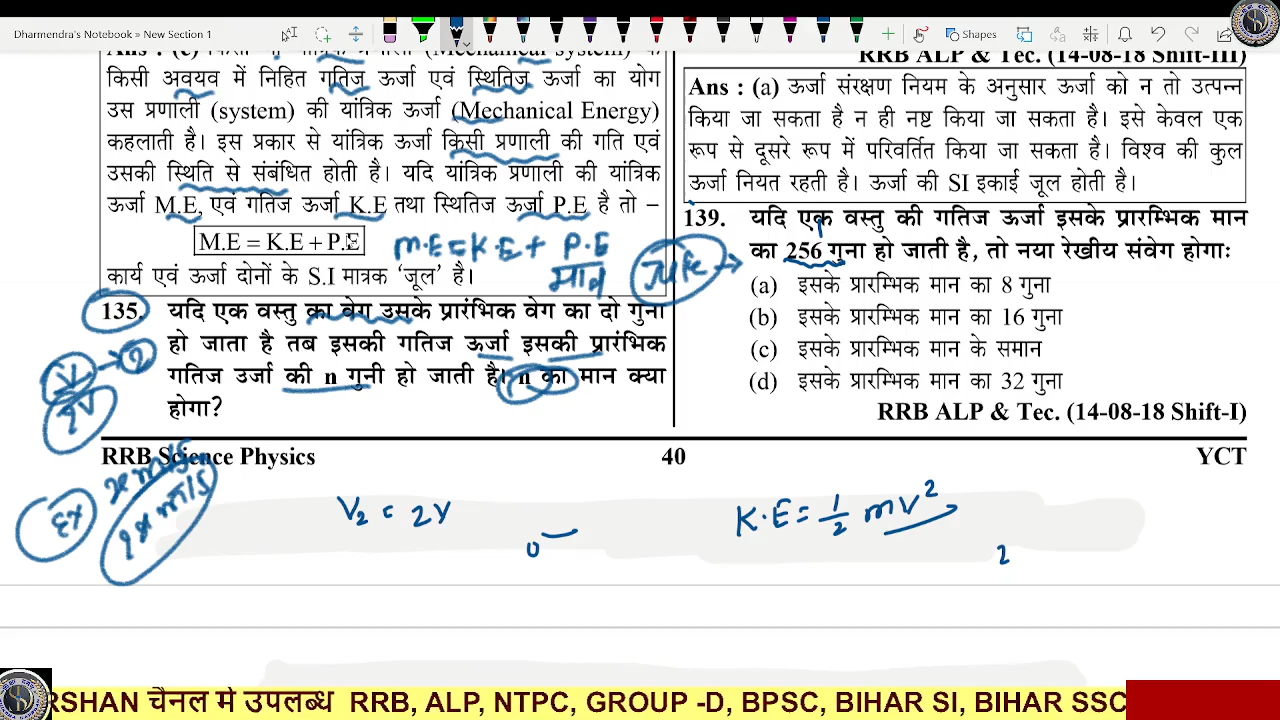 Dharmendra's Notebook » New Section 1
Shapes
किसी अवयव में निहित गतिज ऊर्जा एवं स्थितिज ऊर्जा का योग
उस प्रणाली (system) की यांत्रिक ऊर्जा (Mechanical Energy)
कहलाती है। इस प्रकार से यांत्रिक ऊर्जा किसी प्रणाली की गति एवं
उसकी स्थिति से संबंधित होती है। यदि यांत्रिक प्रणाली की यांत्रिक
ऊर्जा M.E, एवं गतिज ऊर्जा K.E तथा स्थितिज ऊर्जा P.E है तो –
M.E = K.E + P.E
M.E = K.E + P.E
मान
कार्य एवं ऊर्जा दोनों के S.I मात्रक ‘जूल’ है।
135. यदि एक वस्तु का वेग उसके प्रारंभिक वेग का दो गुना
हो जाता है तब इसकी गतिज ऊर्जा इसकी प्रारंभिक
गतिज उर्जा की n गुनी हो जाती है। n का मान क्या
होगा?
V → 2
2V
RRB ALP & Tec. (14-08-18 Shift-III)
Ans : (a) ऊर्जा संरक्षण नियम के अनुसार ऊर्जा को न तो उत्पन्न
किया जा सकता है न ही नष्ट किया जा सकता है। इसे केवल एक
रूप से दूसरे रूप में परिवर्तित किया जा सकता है। विश्व की कुल
ऊर्जा नियत रहती है। ऊर्जा की SI इकाई जूल होती है।
139. यदि एक वस्तु की गतिज ऊर्जा इसके प्रारम्भिक मान
का 256 गुना हो जाती है, तो नया रेखीय संवेग होगाः
(a) इसके प्रारम्भिक मान का 8 गुना
(b) इसके प्रारम्भिक मान का 16 गुना
(c) इसके प्रारम्भिक मान के समान
(d) इसके प्रारम्भिक मान का 32 गुना
RRB ALP & Tec. (14-08-18 Shift-I)
RRB Science Physics 40 YCT
Ex
V2 = 2V
K.E = 1/2 mv2
2
RSHAN चैनल में उपलब्ध RRB, ALP, NTPC, GROUP -D, BPSC, BIHAR SI, BIHAR SSC